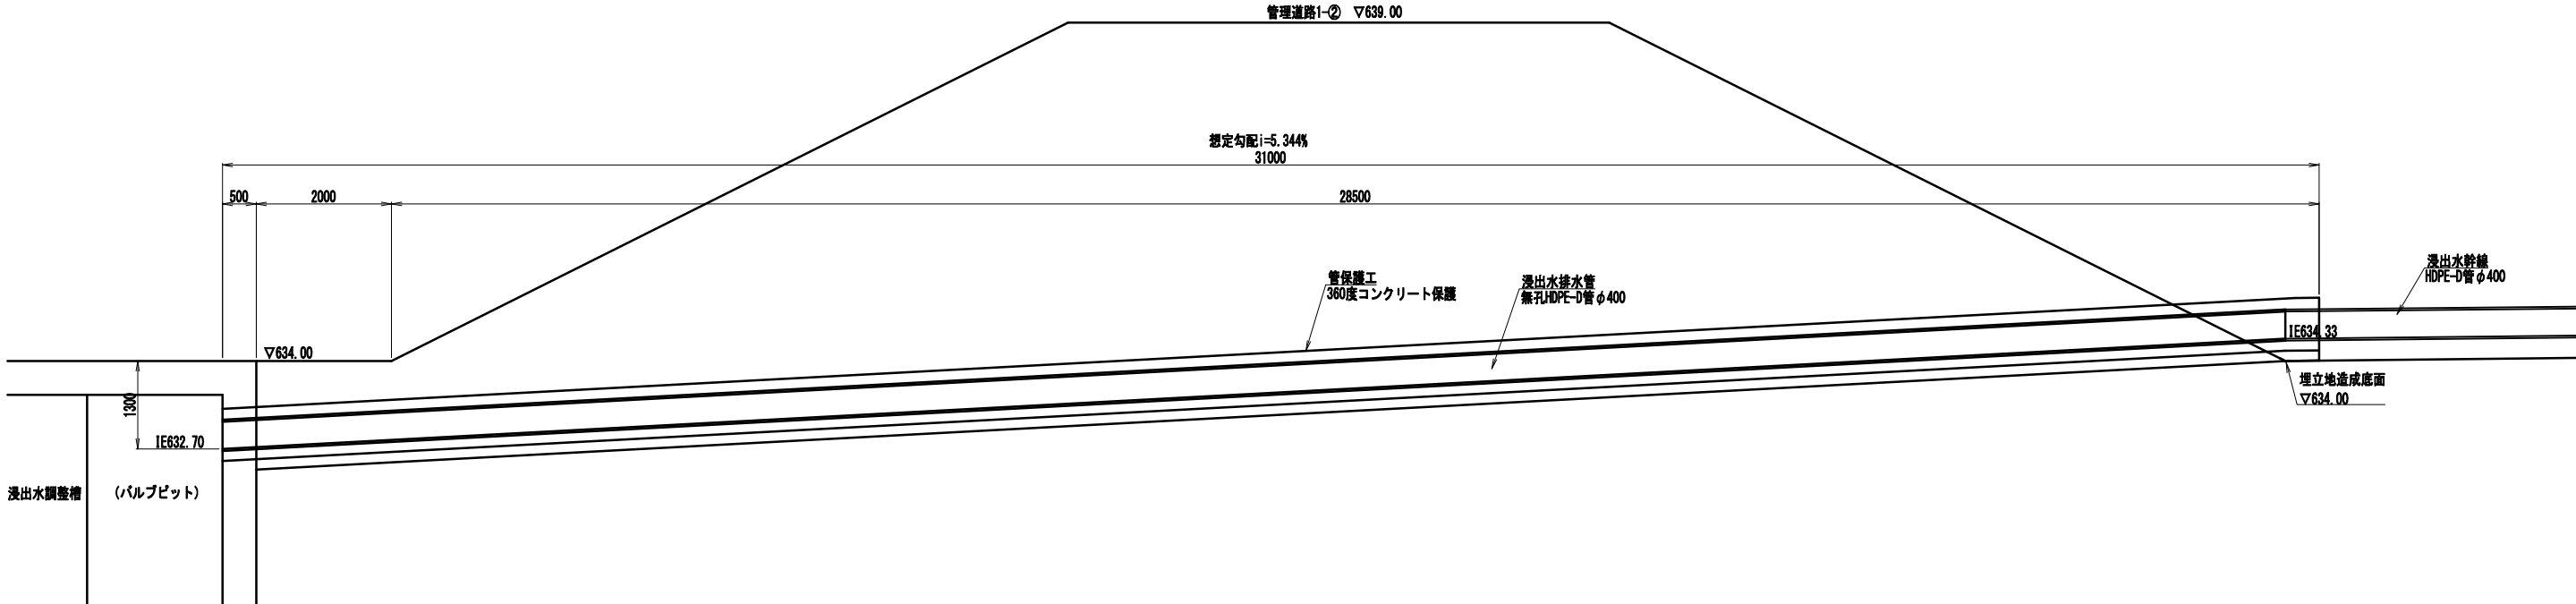 管理道路1-② ▽639.00
想定勾配i=5.344%
31000
500
2000
28500
管保護工
360度コンクリート保護
浸出水排水管
無孔HDPE-D管φ400
浸出水幹線
HDPE-D管φ400
▽634.00
IE634.33
埋立地造成底面
▽634.00
1300
IE632.70
浸出水調整槽
(バルブピット)